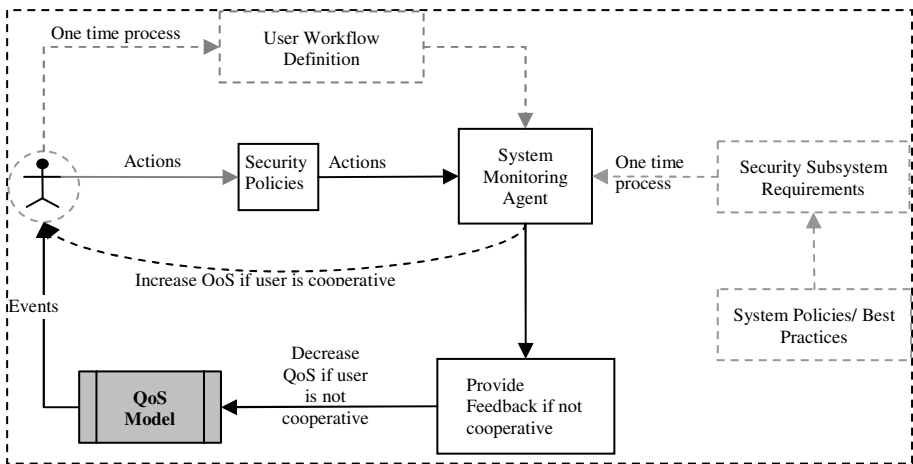 One time process
User Workflow
Definition
Actions
Security
Policies
Actions
System
Monitoring
Agent
One time
process
Security Subsystem
Requirements
Increase QoS if user is cooperative
Events
System Policies/ Best
Practices
Decrease
QoS if user
is not
cooperative
QoS
Model
Provide
Feedback if not
cooperative